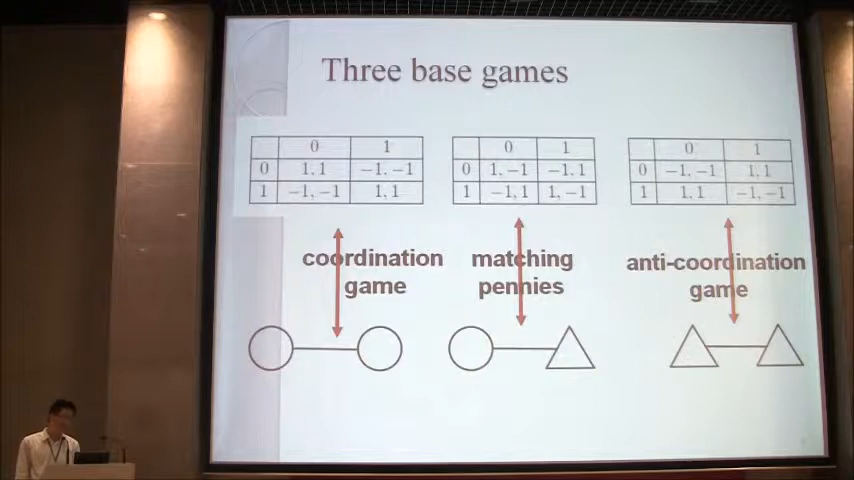 Three base games
0 1
0 1, 1 −1, −1
1 −1, −1 1, 1
0 1
0 1, −1 −1, 1
1 −1, 1 1, −1
0 1
0 −1, −1 1, 1
1 1, 1 −1, −1
coordination
game
matching
pennies
anti-coordination
game